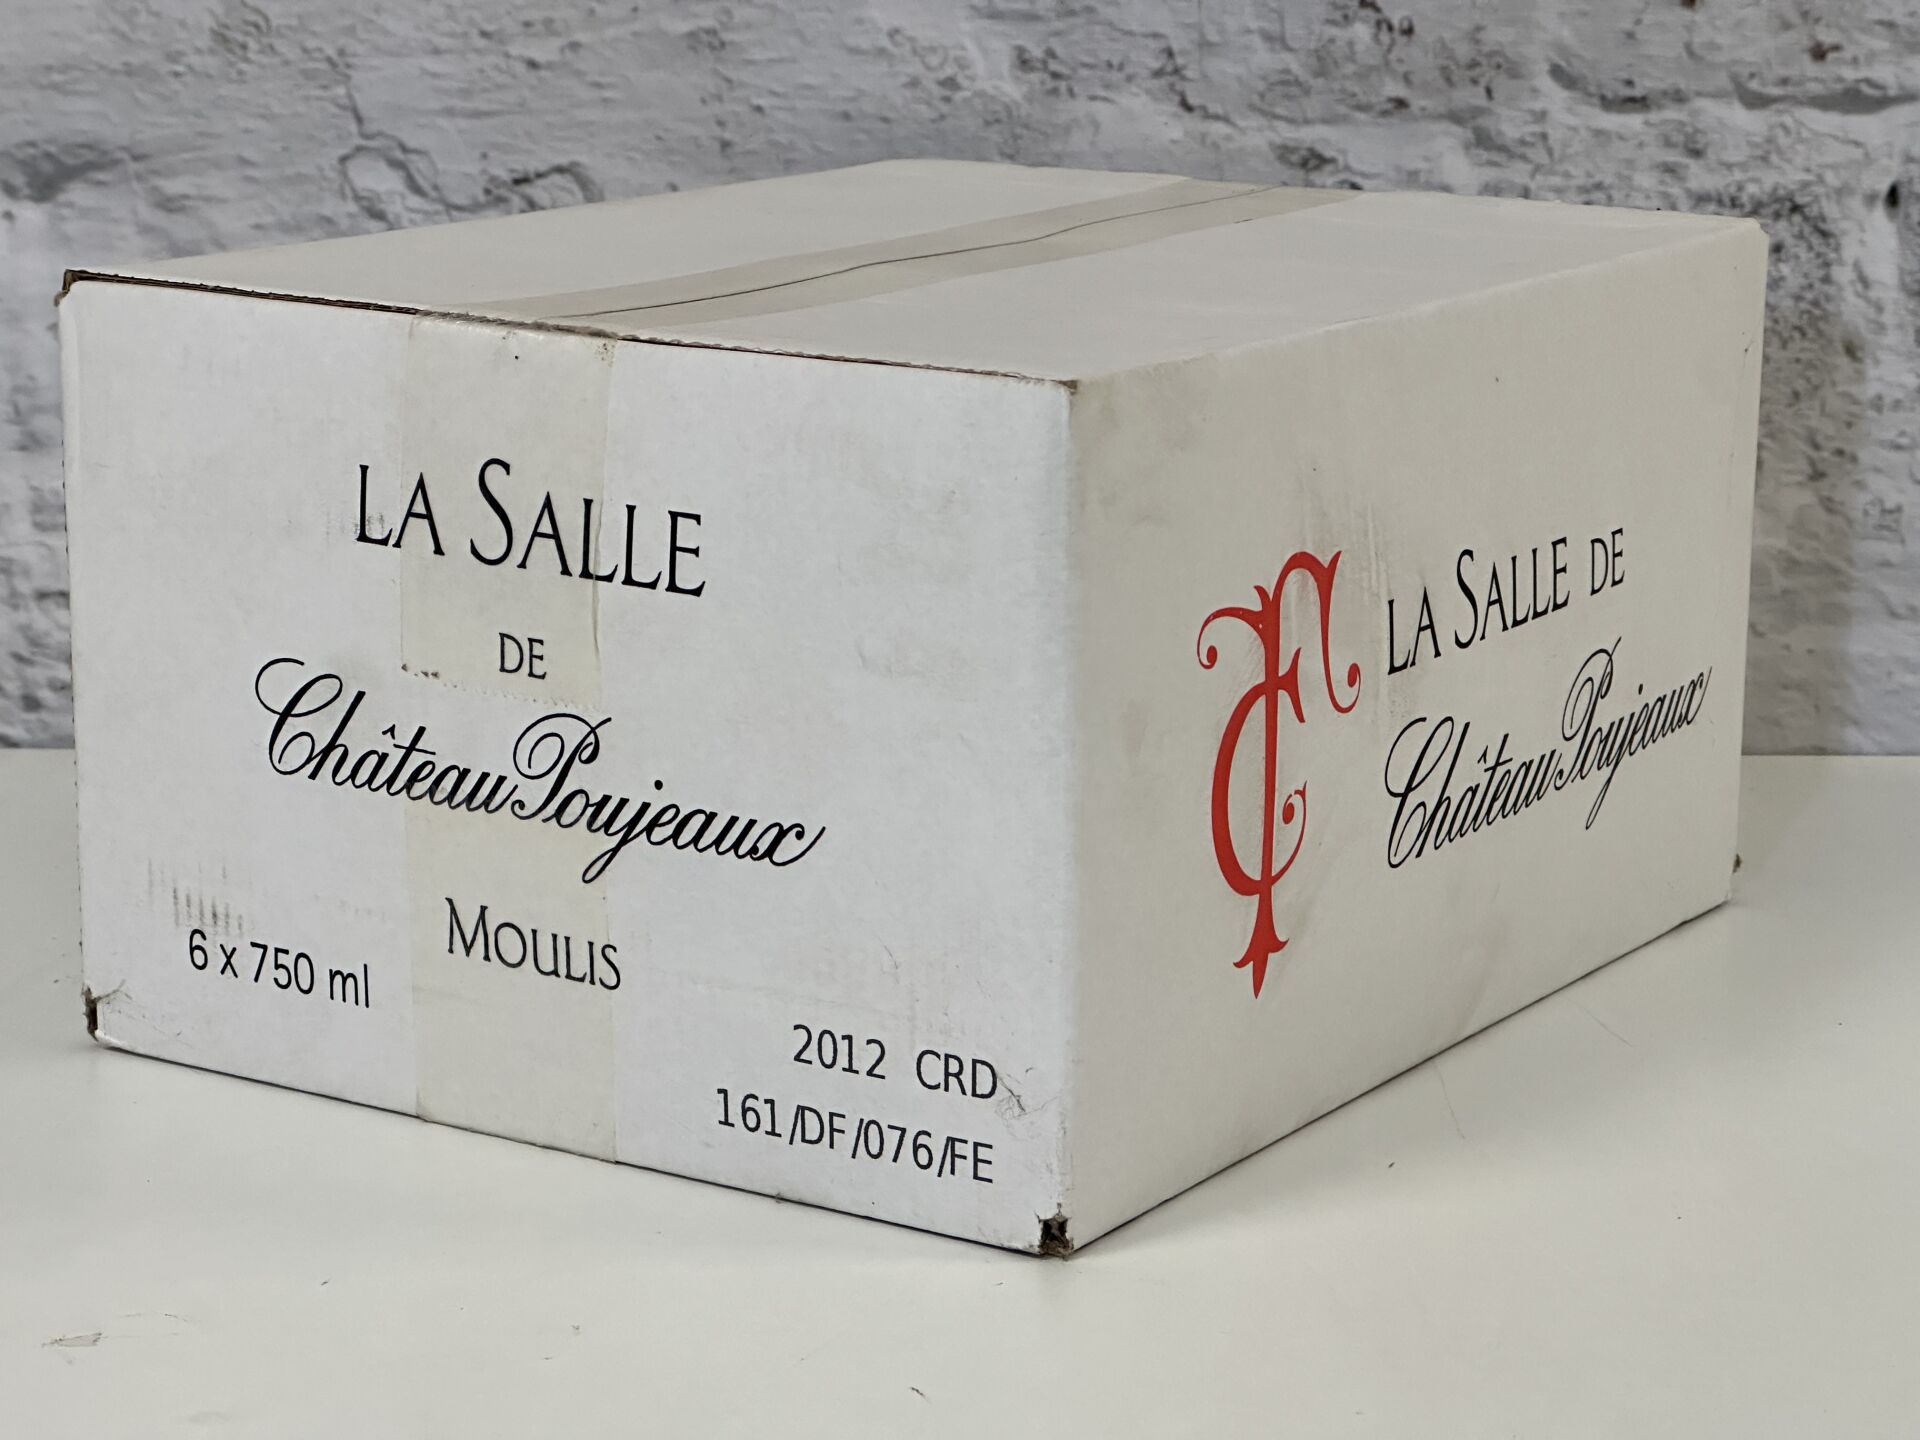 LA SALLE
DE
Château Poujeaux
MOULIS
6 x 750 ml
2012 CRD
161/DF/076/FE
LA SALLE DE
Château Poujeaux